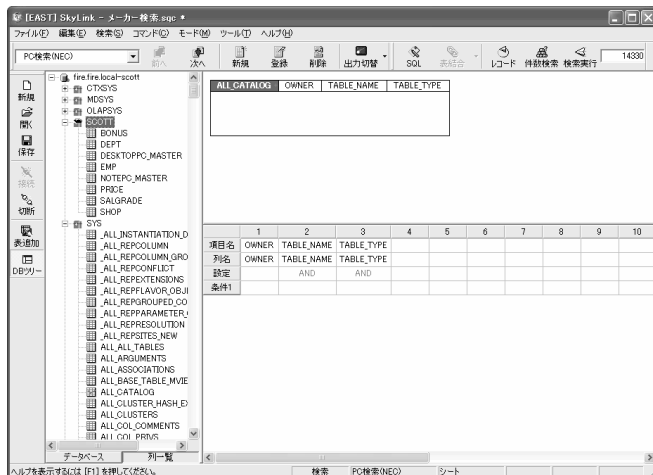 [EAST] SkyLink - メーカー検索.sqc *
ファイル(F) 編集(E) 検索(S) コマンド(C) モード(M) ツール(T) ヘルプ(H)
PC検索(NEC) 前へ 次へ 新規 登録 削除 出力切替 SQL 表結合 レコード 件数検索 検索実行 14330
新規
開く
保存
接続
切断
表追加
DBツリー
fire.fire.local-scott
CTXSYS
MDSYS
OLAPSYS
SCOTT
BONUS
DEPT
DESKTOPPC_MASTER
EMP
NOTEPC_MASTER
PRICE
SALGRADE
SHOP
SYS
_ALL_INSTANTIATION_D
_ALL_REPCOLUMN
_ALL_REPCOLUMN_GRO
_ALL_REPCONFLICT
_ALL_REPEXTENSIONS
_ALL_REPFLAVOR_OBJ
_ALL_REPGROUPED_CO
_ALL_REPPARAMETER_
_ALL_REPRESOLUTION
_ALL_REPSITES_NEW
ALL_ALL_TABLES
ALL_ARGUMENTS
ALL_ASSOCIATIONS
ALL_BASE_TABLE_MVIE
ALL_CATALOG
ALL_CLUSTER_HASH_EX
ALL_CLUSTERS
ALL_COL_COMMENTS
ALL_COL_PRIVS
データベース 列一覧
ALL_CATALOG OWNER TABLE_NAME TABLE_TYPE
1 2 3 4 5 6 7 8 9 10
項目名 OWNER TABLE_NAME TABLE_TYPE
列名 OWNER TABLE_NAME TABLE_TYPE
設定 AND AND
条件1
ヘルプを表示するには [F1] を押してください。 検索 PC検索(NEC) シート